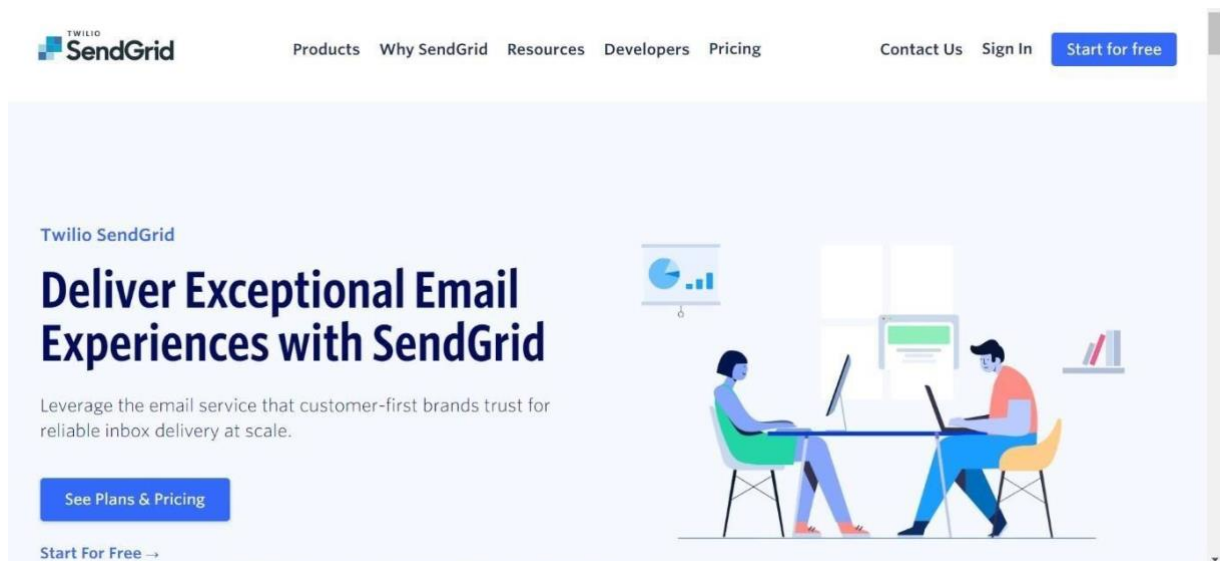 TWILIO
SendGrid
Products Why SendGrid Resources Developers Pricing Contact Us Sign In Start for free
Twilio SendGrid
Deliver Exceptional Email
Experiences with SendGrid
Leverage the email service that customer-first brands trust for
reliable inbox delivery at scale.
See Plans & Pricing
Start For Free →